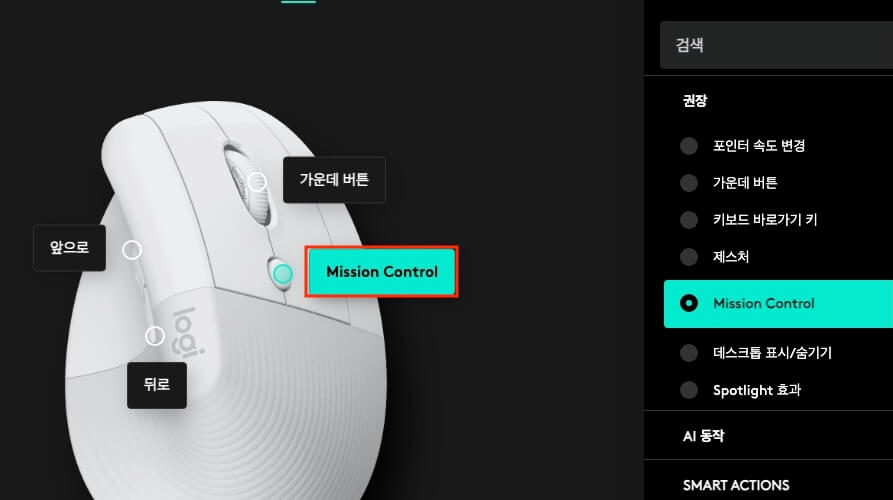 검색
권장
포인터 속도 변경
가운데 버튼
키보드 바로가기 키
제스처
Mission Control
데스크톱 표시/숨기기
Spotlight 효과
AI 동작
SMART ACTIONS
가운데 버튼
앞으로
Mission Control
logi
뒤로